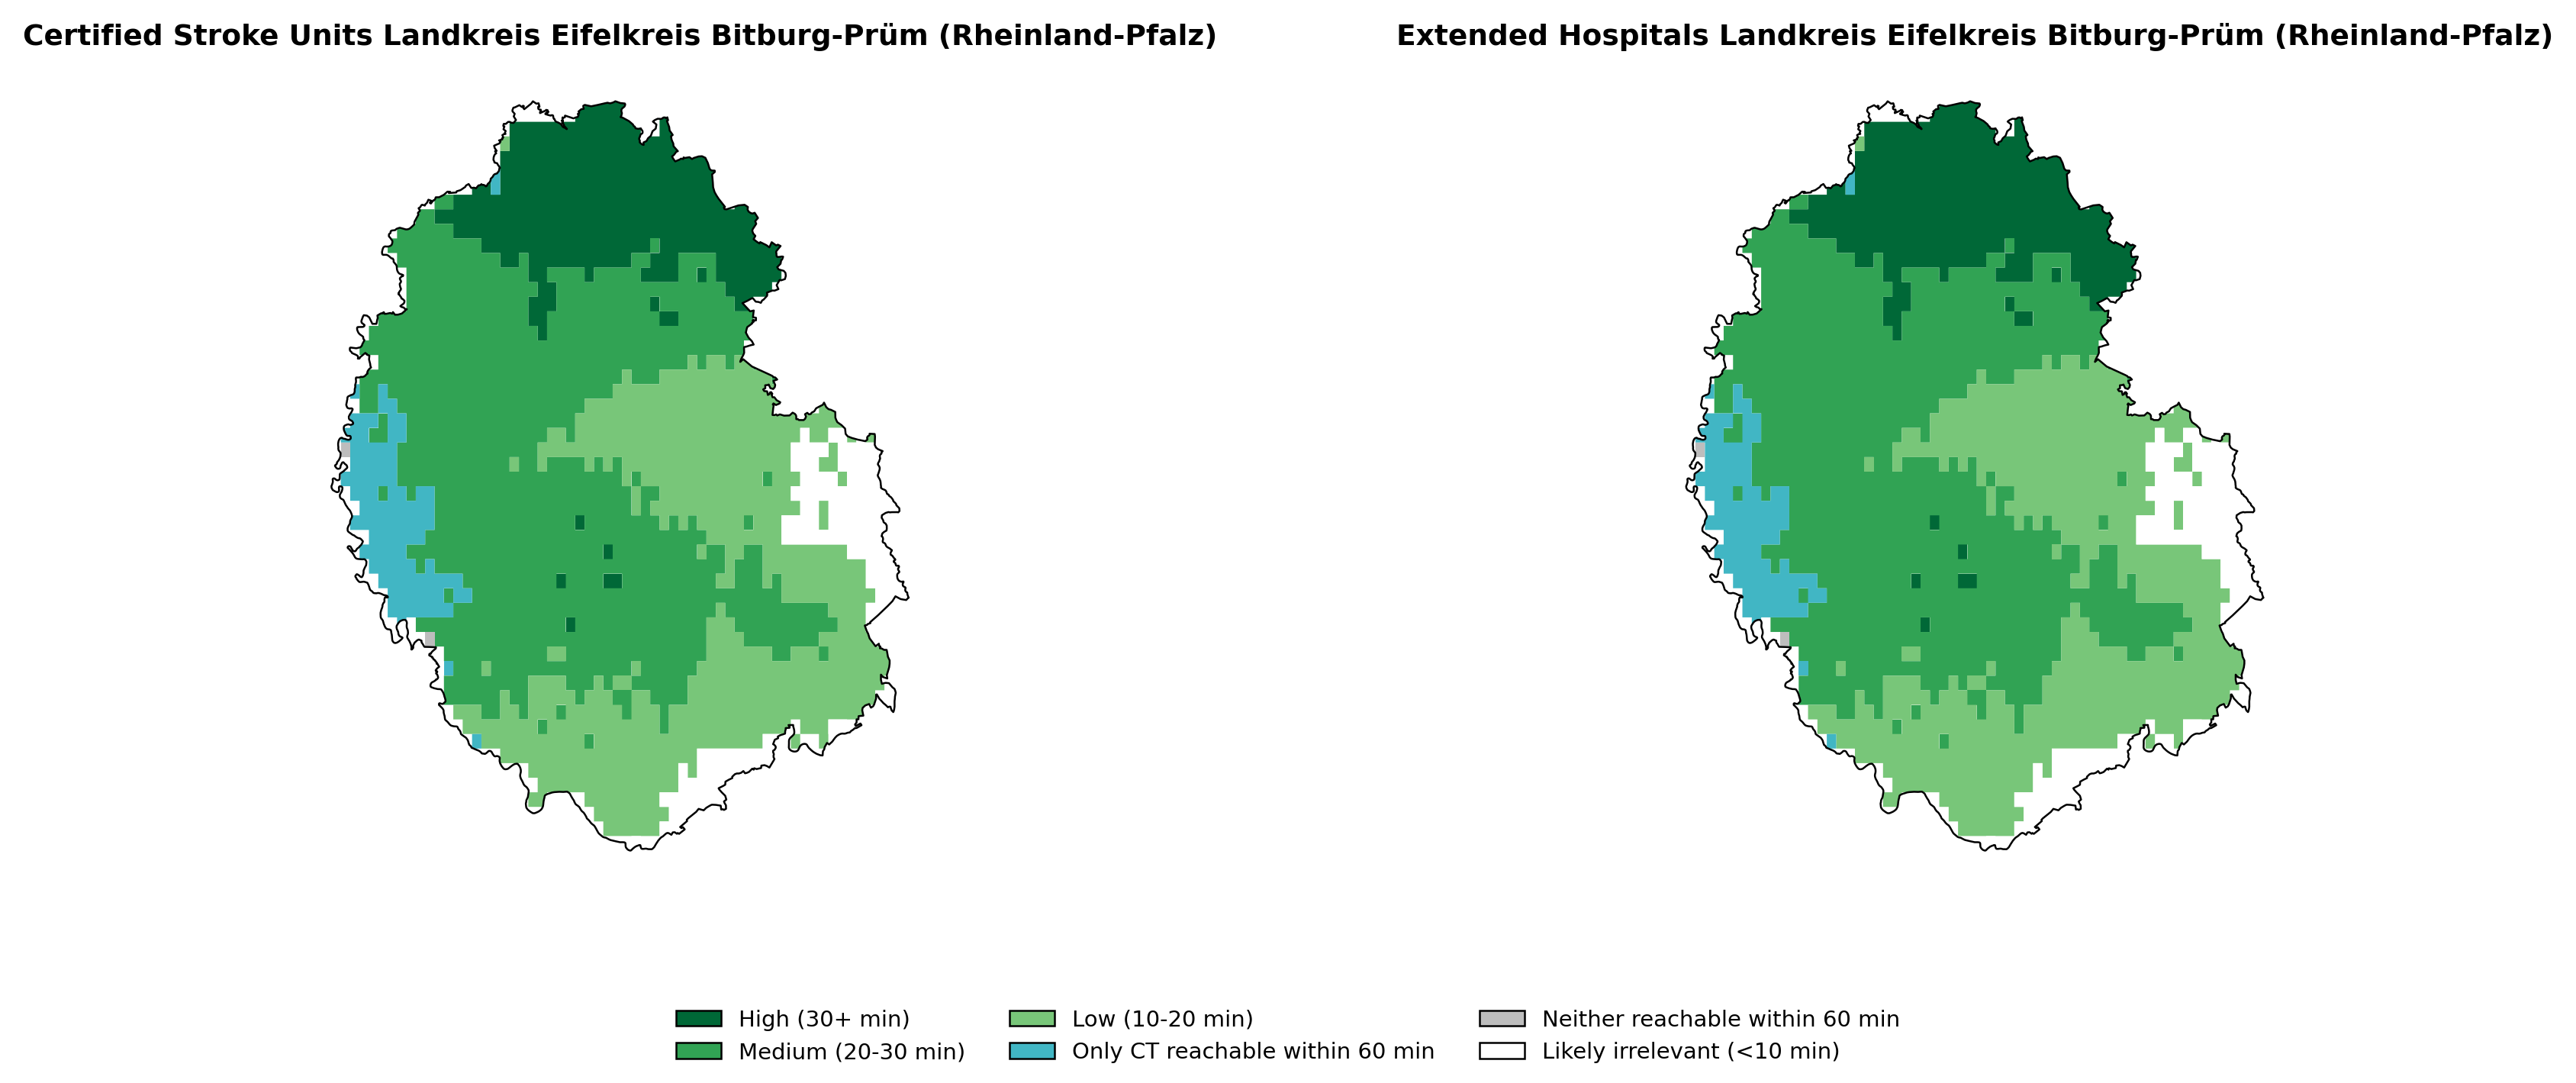 Certified Stroke Units Landkreis Eifelkreis Bitburg-Prüm (Rheinland-Pfalz)
Extended Hospitals Landkreis Eifelkreis Bitburg-Prüm (Rheinland-Pfalz)
High (30+ min)
Medium (20-30 min)
Low (10-20 min)
Only CT reachable within 60 min
Neither reachable within 60 min
Likely irrelevant (<10 min)